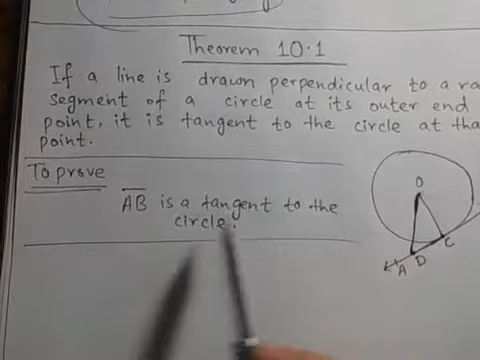 Theorem 10.1
If a line is drawn perpendicular to a ra
segment of a circle at its outer end
point, it is tangent to the circle at tha
point.
To prove
AB is a tangent to the
circle.
O
C
D
A